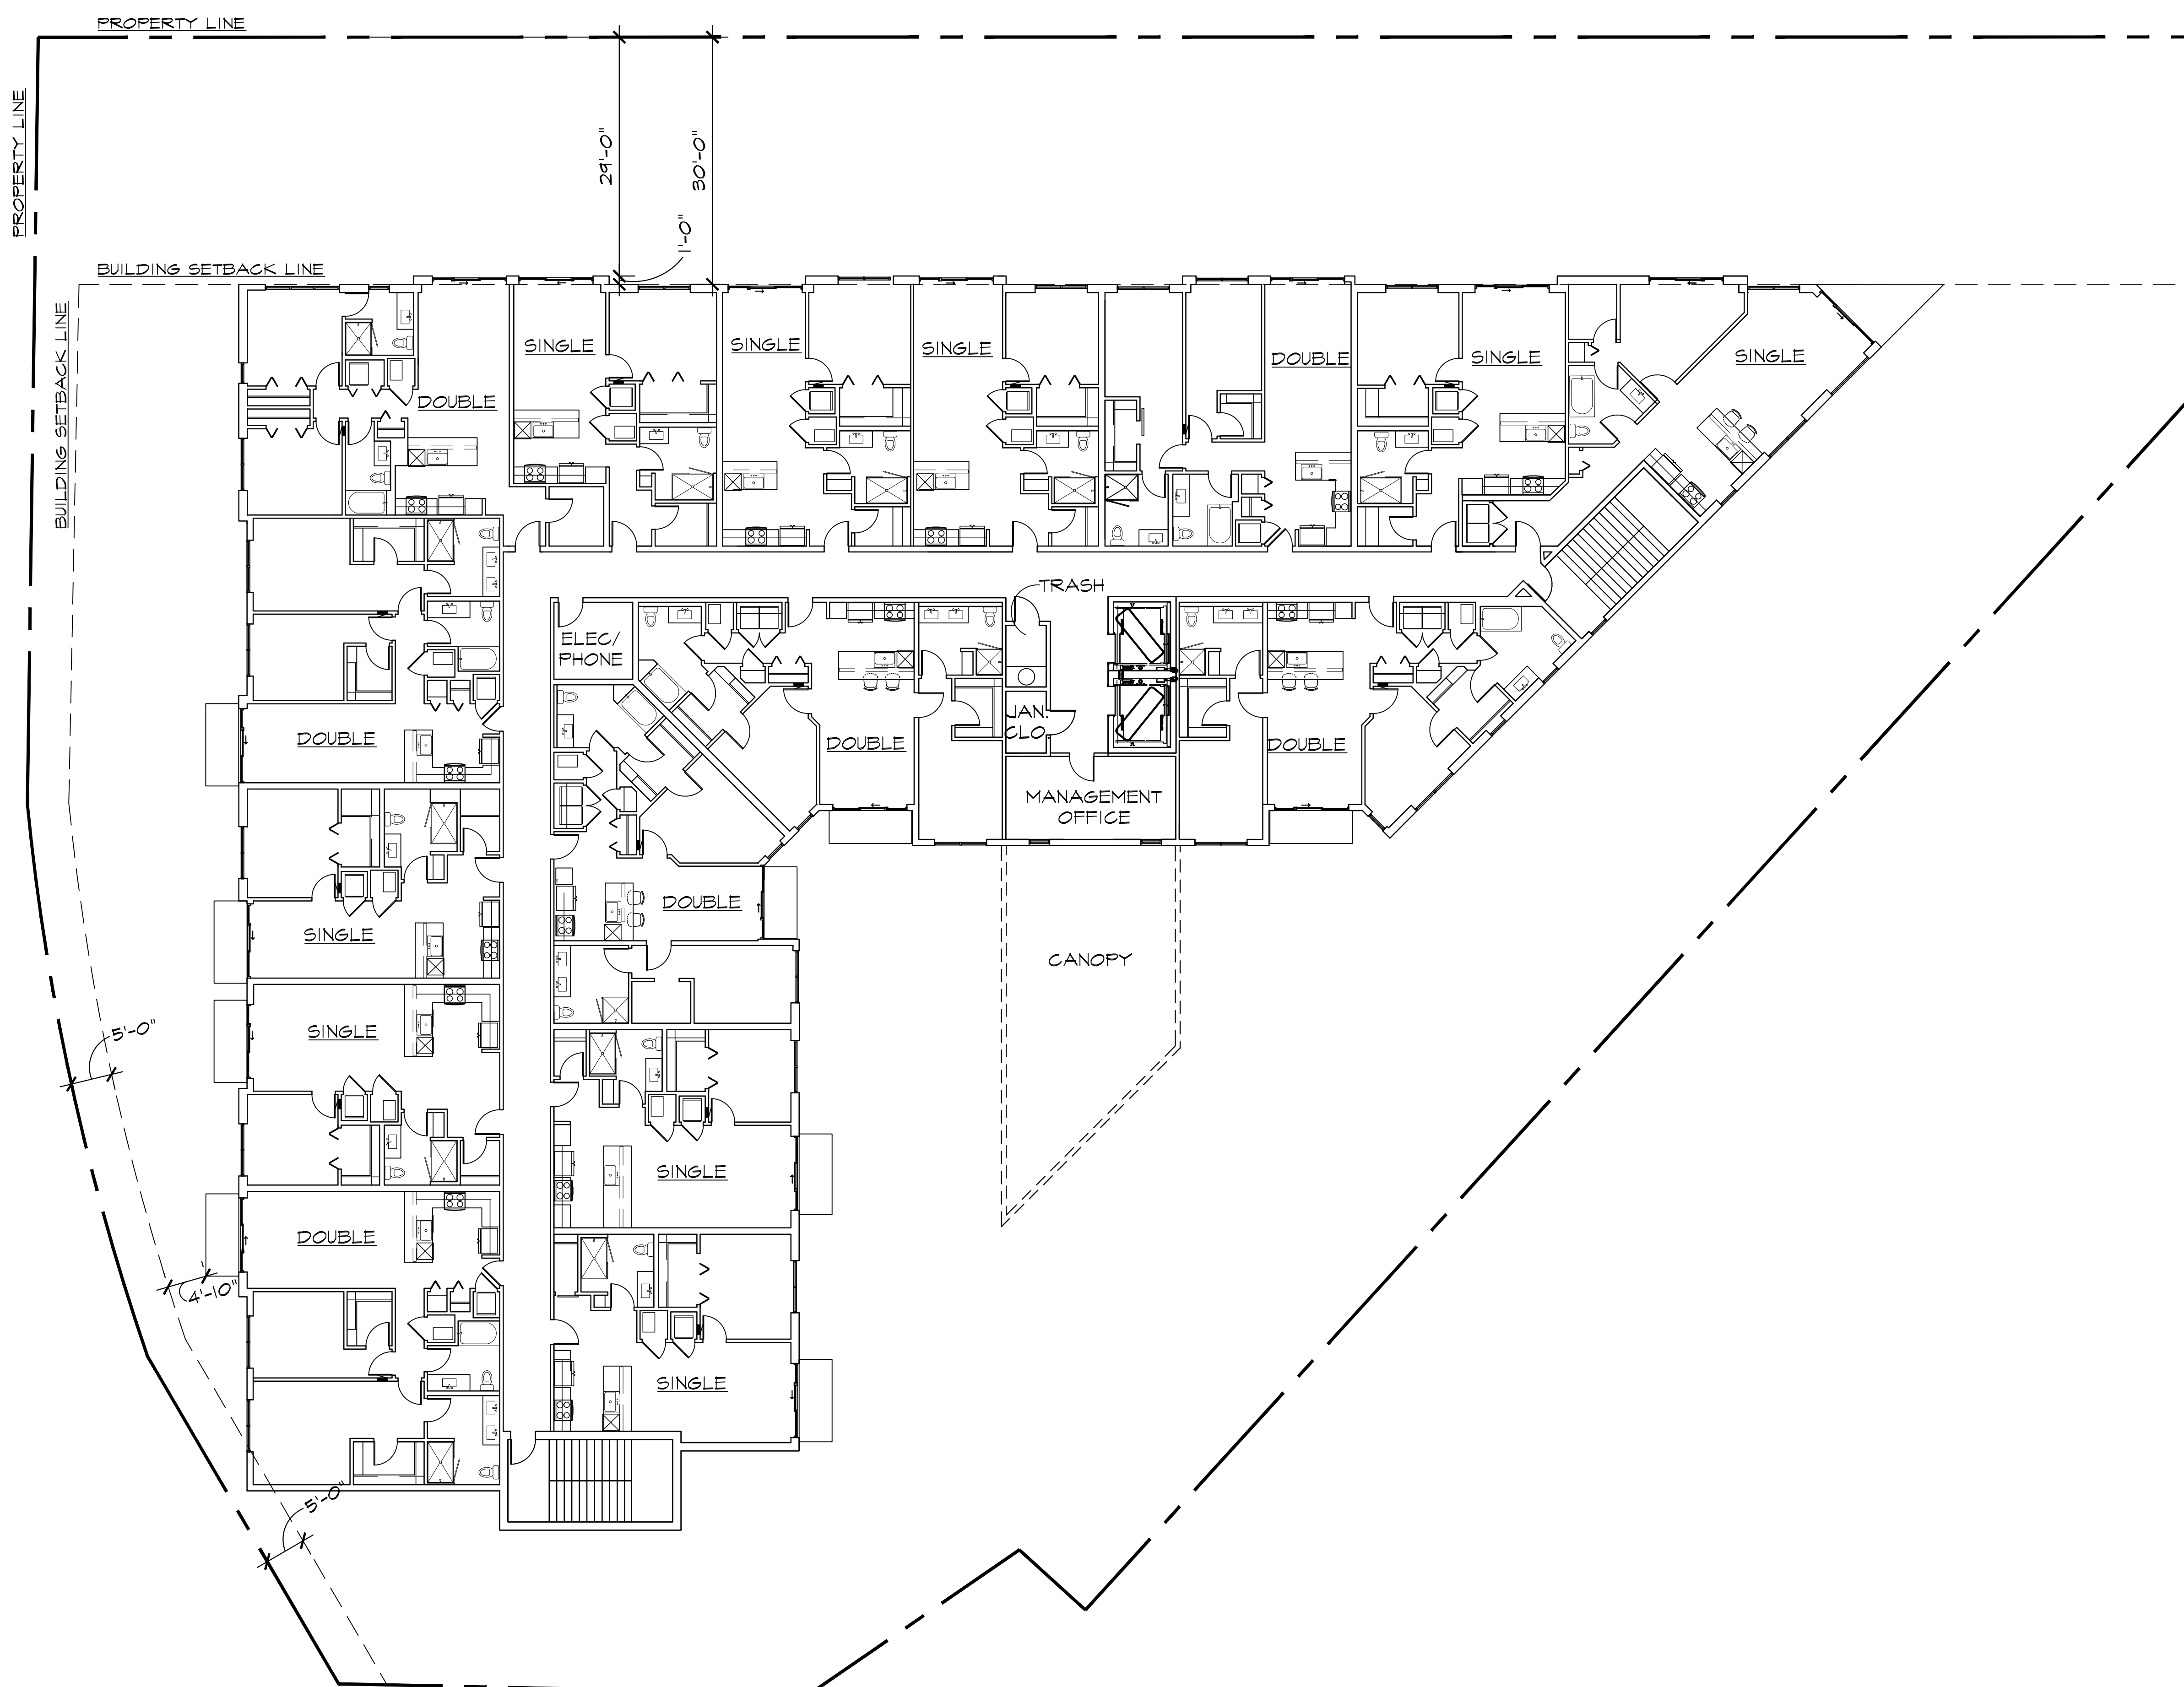 PROPERTY LINE
PROPERTY LINE
29'-0"
30'-0"
1'-0"
BUILDING SETBACK LINE
BUILDING SETBACK LINE
SINGLE
SINGLE
SINGLE
DOUBLE
SINGLE
SINGLE
DOUBLE
TRASH
ELEC/
PHONE
JAN.
CLO.
DOUBLE
DOUBLE
DOUBLE
MANAGEMENT
OFFICE
DOUBLE
SINGLE
CANOPY
SINGLE
5'-0"
SINGLE
DOUBLE
4'-10"
SINGLE
5'-0"